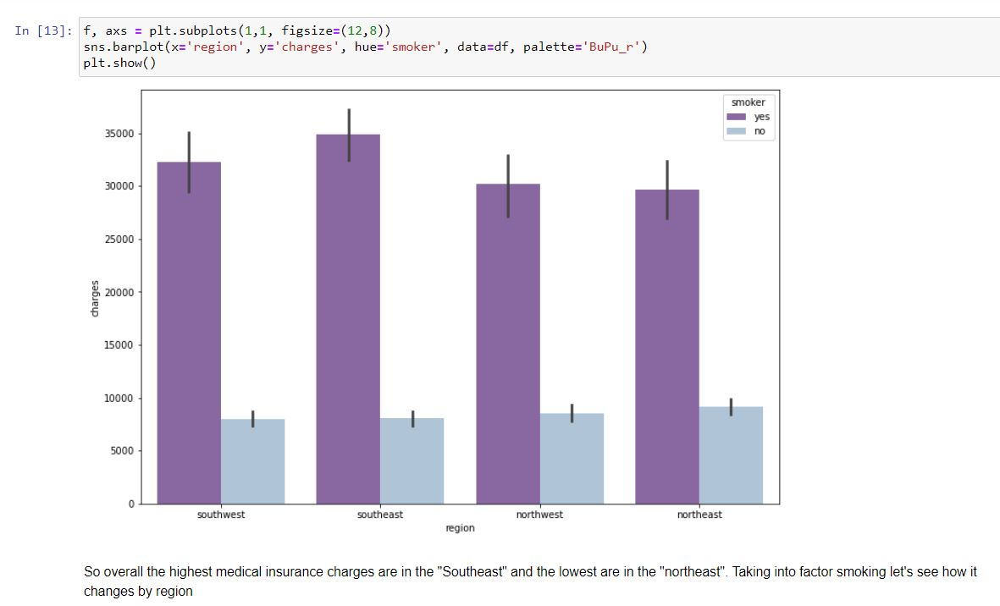 In [13]: f, axs = plt.subplots(1,1, figsize=(12,8))
sns.barplot(x='region', y='charges', hue='smoker', data=df, palette='BuPu_r')
plt.show()
smoker
yes
no
35000
30000
25000
20000
15000
10000
5000
0
charges
southwest southeast northwest northeast
region
So overall the highest medical insurance charges are in the "Southeast" and the lowest are in the "northeast". Taking into factor smoking let's see how it
changes by region